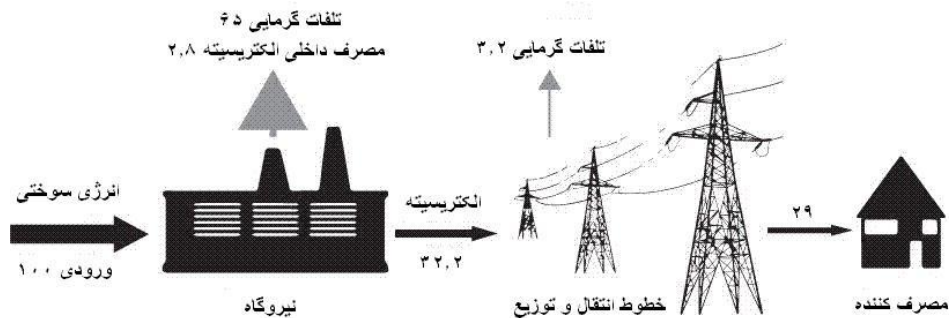 تلفات گرمایی ۶۵
مصرف داخلی الکتریسیته ۲,۸
تلفات گرمایی ۳,۲
انرژی سوختی
ورودی ۱۰۰
الکتریسیته
۳۲,۲
۲۹
نیروگاه
خطوط انتقال و توزیع
مصرف کننده